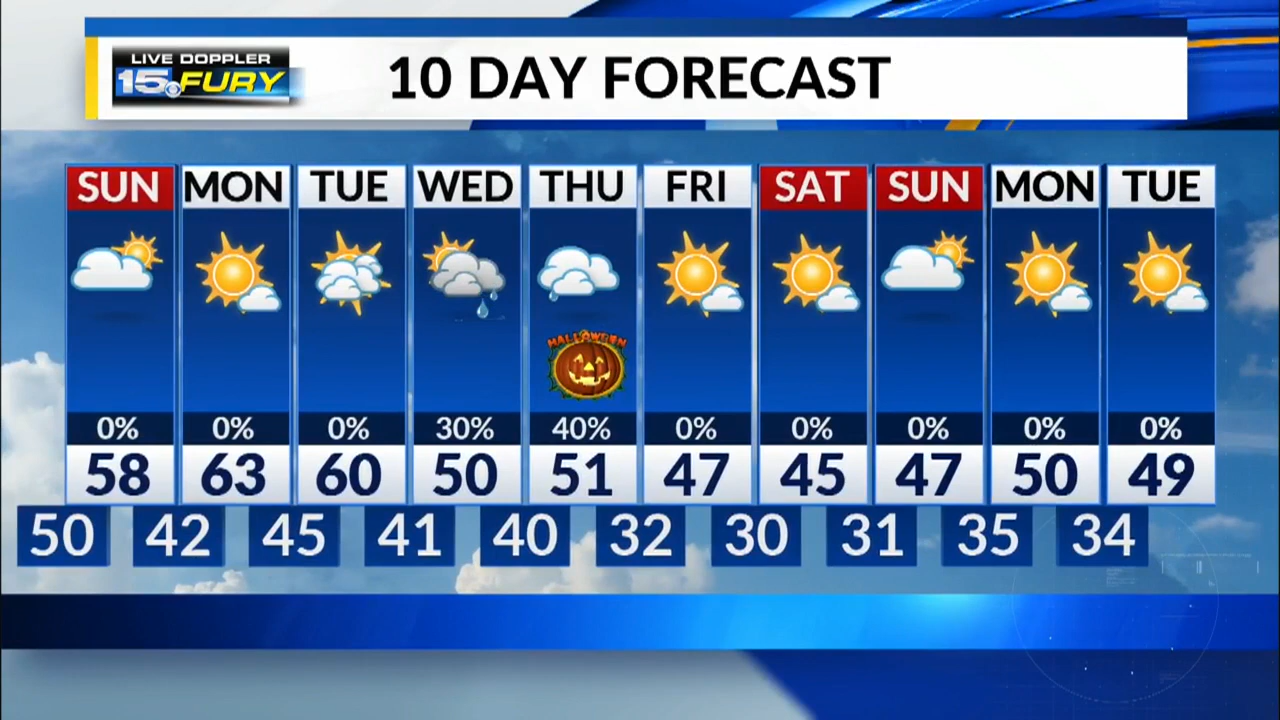 LIVE DOPPLER
15 FURY
10 DAY FORECAST
SUN MON TUE WED THU FRI SAT SUN MON TUE
HALLOWEEN
0% 0% 0% 30% 40% 0% 0% 0% 0% 0%
58 63 60 50 51 47 45 47 50 49
50 42 45 41 40 32 30 31 35 34